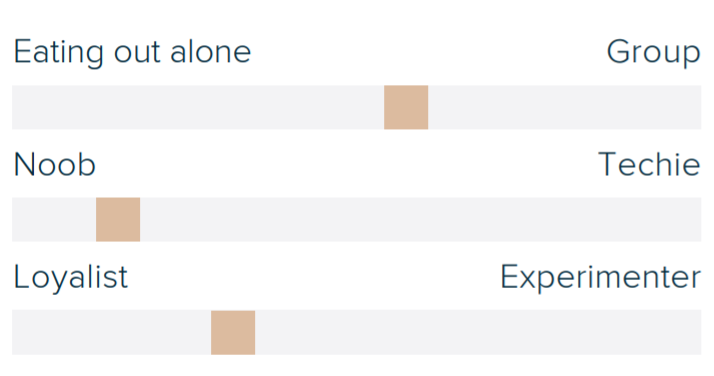 Eating out alone Group
Noob Techie
Loyalist Experimenter